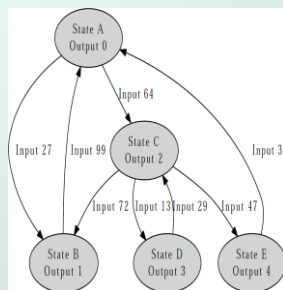 State A
Output 0
Input 64
Input 27
Input 99
Input 3
State C
Output 2
Input 72
Input 13
Input 29
Input 47
State B
Output 1
State D
Output 3
State E
Output 4